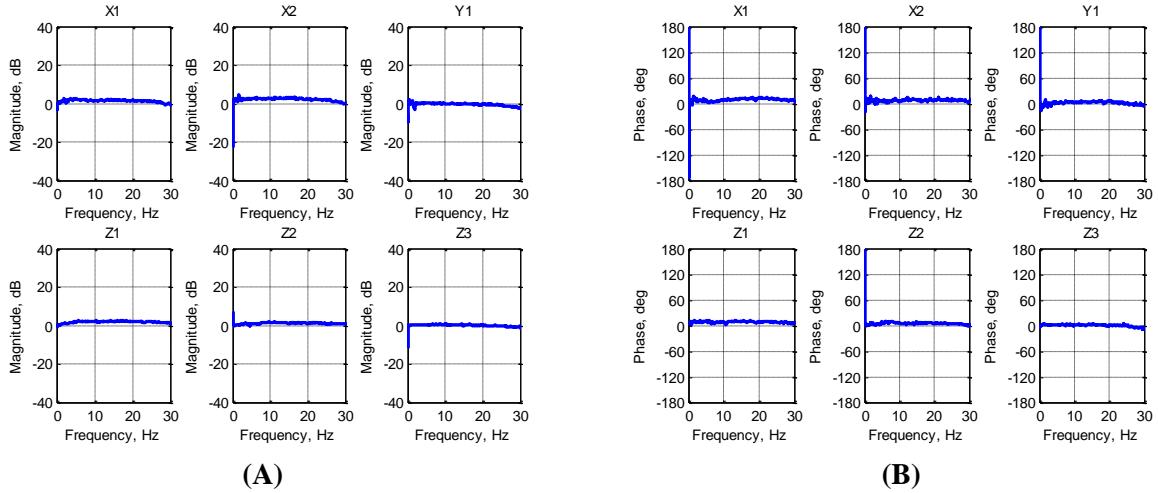 X1 X2 Y1
40 40 40
20 20 20
0 0 0
-20 -20 -20
-40 -40 -40
Magnitude, dB Magnitude, dB Magnitude, dB
0 10 20 30 0 10 20 30 0 10 20 30
Frequency, Hz Frequency, Hz Frequency, Hz
Z1 Z2 Z3
40 40 40
20 20 20
0 0 0
-20 -20 -20
-40 -40 -40
Magnitude, dB Magnitude, dB Magnitude, dB
0 10 20 30 0 10 20 30 0 10 20 30
Frequency, Hz Frequency, Hz Frequency, Hz
(A)
X1 X2 Y1
180 180 180
120 120 120
60 60 60
0 0 0
-60 -60 -60
-120 -120 -120
-180 -180 -180
Phase, deg Phase, deg Phase, deg
0 10 20 30 0 10 20 30 0 10 20 30
Frequency, Hz Frequency, Hz Frequency, Hz
Z1 Z2 Z3
180 180 180
120 120 120
60 60 60
0 0 0
-60 -60 -60
-120 -120 -120
-180 -180 -180
Phase, deg Phase, deg Phase, deg
0 10 20 30 0 10 20 30 0 10 20 30
Frequency, Hz Frequency, Hz Frequency, Hz
(B)